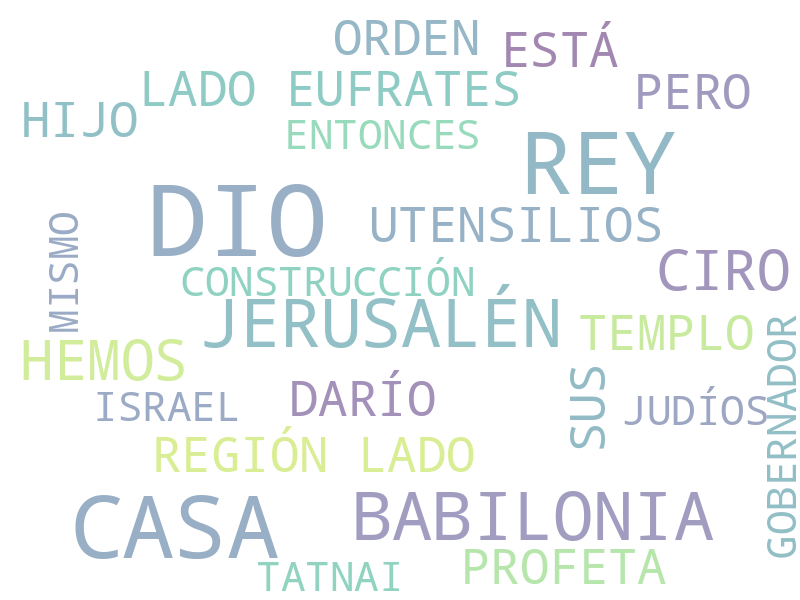 ORDEN
ESTÁ
LADO EUFRATES
PERO
HIJO
ENTONCES
REY
DIO
UTENSILIOS
MISMO
CIRO
CONSTRUCCIÓN
JERUSALÉN
TEMPLO
HEMOS
GOBERNADOR
DARÍO
ISRAEL
SUS
JUDÍOS
REGIÓN LADO
CASA
BABILONIA
PROFETA
TATNAI